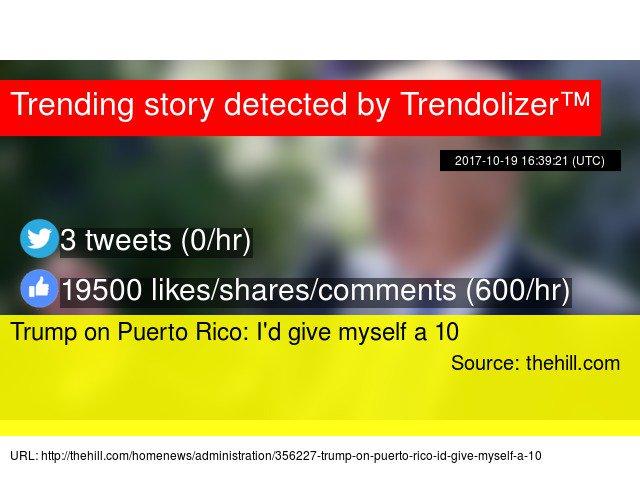 Trending story detected by Trendolizer™
2017-10-19 16:39:21 (UTC)
3 tweets (0/hr)
19500 likes/shares/comments (600/hr)
Trump on Puerto Rico: I'd give myself a 10
Source: thehill.com
URL: http://thehill.com/homenews/administration/356227-trump-on-puerto-rico-id-give-myself-a-10